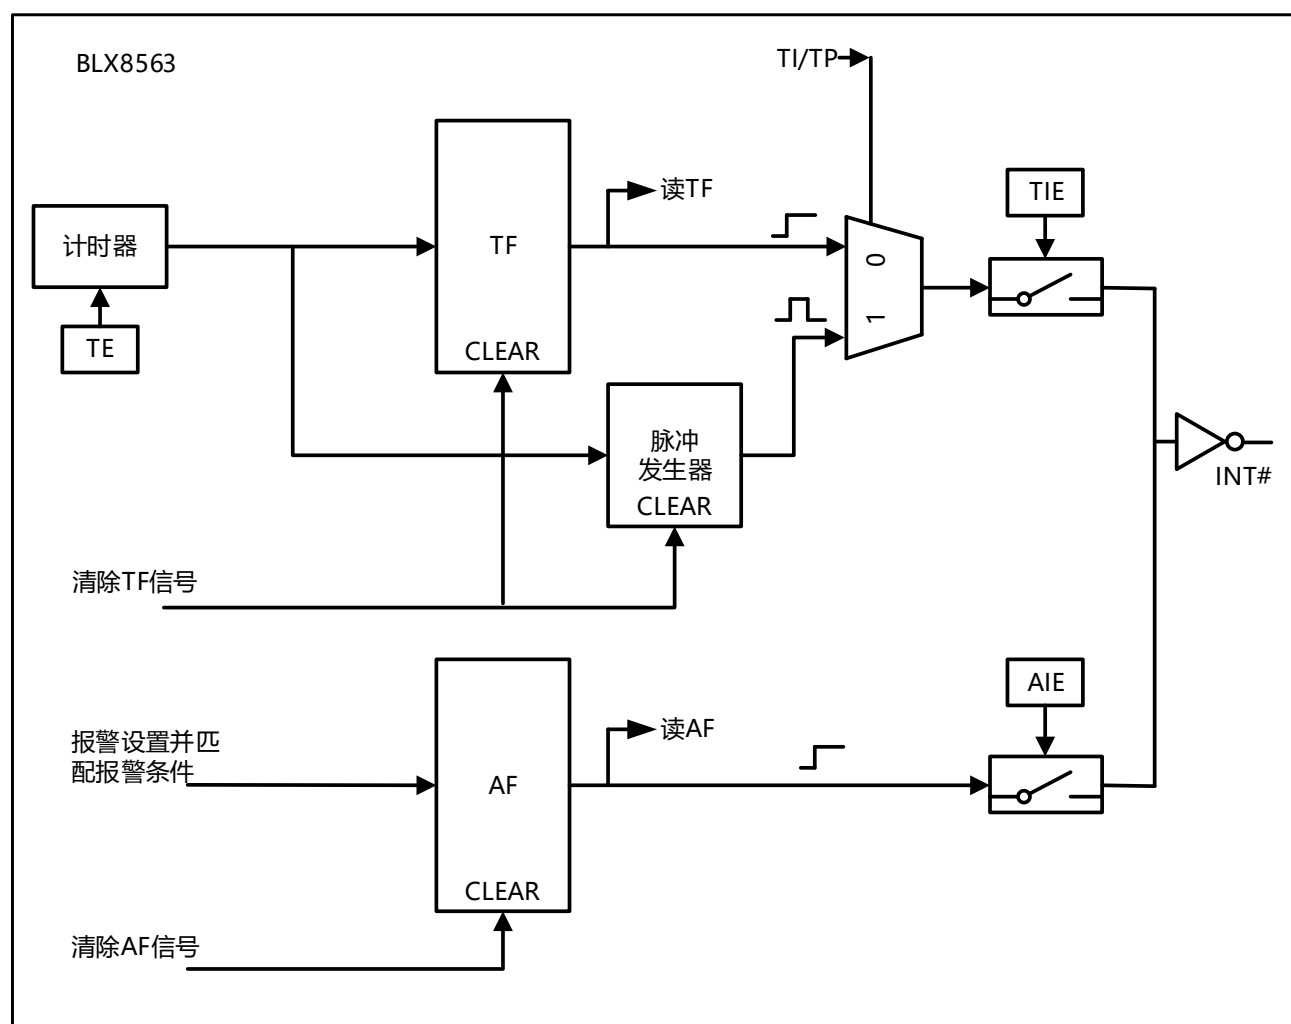 BLX8563
TI/TP
TIE
读TF
计时器
TF
0
1
TE
CLEAR
脉冲
发生器
CLEAR
INT#
清除TF信号
AIE
报警设置并匹
配报警条件
读AF
AF
CLEAR
清除AF信号